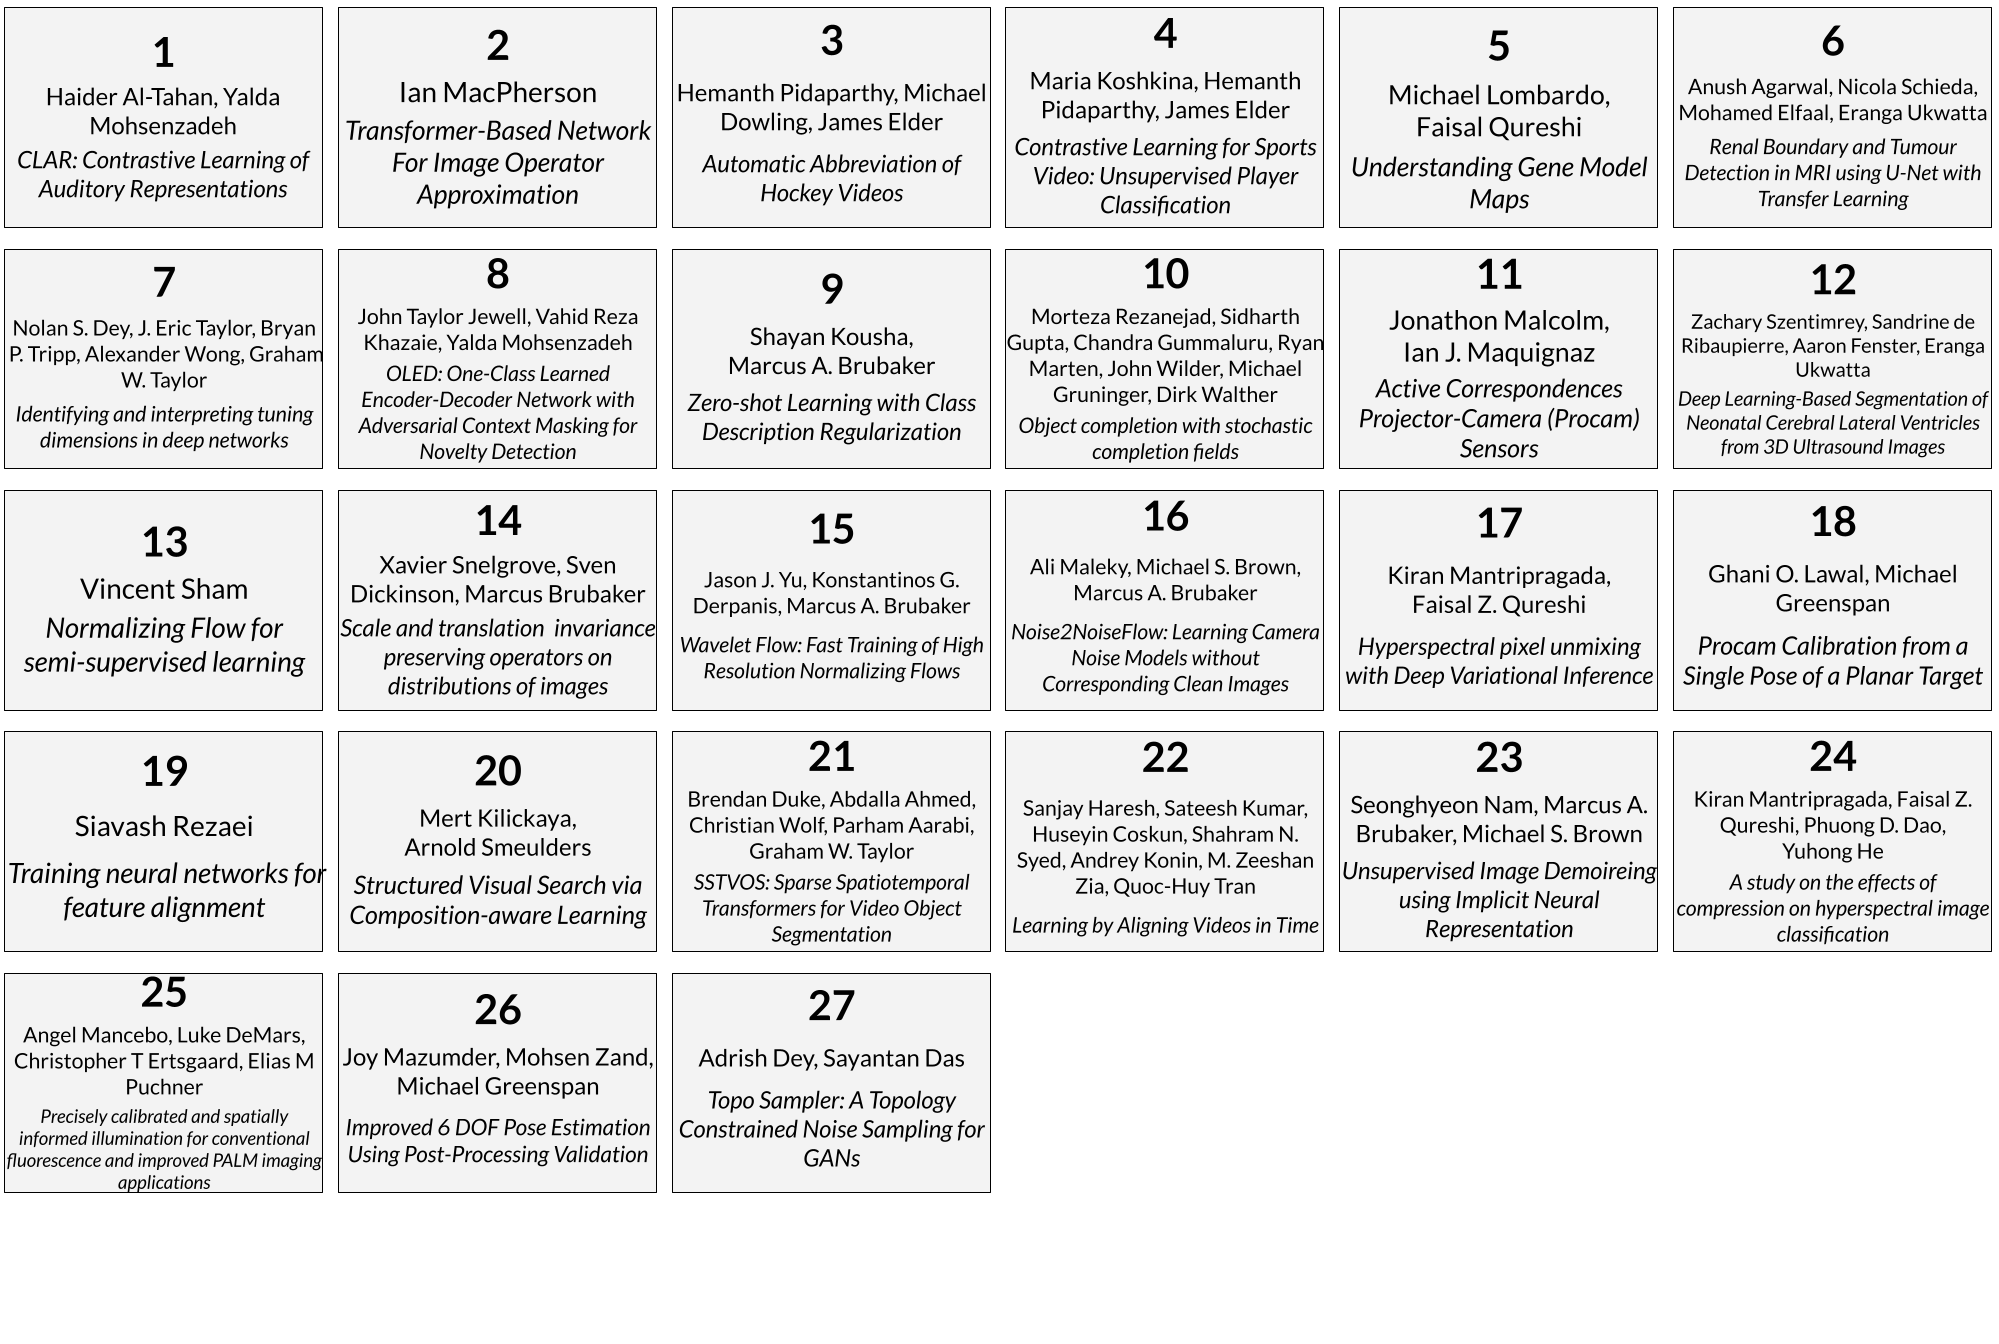 1
Haider Al-Tahan, Yalda
Mohsenzadeh
CLAR: Contrastive Learning of
Auditory Representations
2
Ian MacPherson
Transformer-Based Network
For Image Operator
Approximation
3
Hemanth Pidaparthy, Michael
Dowling, James Elder
Automatic Abbreviation of
Hockey Videos
4
Maria Koshkina, Hemanth
Pidaparthy, James Elder
Contrastive Learning for Sports
Video: Unsupervised Player
Classification
5
Michael Lombardo,
Faisal Qureshi
Understanding Gene Model
Maps
6
Anush Agarwal, Nicola Schieda,
Mohamed Elfaal, Eranga Ukwatta
Renal Boundary and Tumour
Detection in MRI using U-Net with
Transfer Learning
7
Nolan S. Dey, J. Eric Taylor, Bryan
P. Tripp, Alexander Wong, Graham
W. Taylor
Identifying and interpreting tuning
dimensions in deep networks
8
John Taylor Jewell, Vahid Reza
Khazaie, Yalda Mohsenzadeh
OLED: One-Class Learned
Encoder-Decoder Network with
Adversarial Context Masking for
Novelty Detection
9
Shayan Kousha,
Marcus A. Brubaker
Zero-shot Learning with Class
Description Regularization
10
Morteza Rezanejad, Sidharth
Gupta, Chandra Gummaluru, Ryan
Marten, John Wilder, Michael
Gruninger, Dirk Walther
Object completion with stochastic
completion fields
11
Jonathon Malcolm,
Ian J. Maquignaz
Active Correspondences
Projector-Camera (Procam)
Sensors
12
Zachary Szentimrey, Sandrine de
Ribaupierre, Aaron Fenster, Eranga
Ukwatta
Deep Learning-Based Segmentation of
Neonatal Cerebral Lateral Ventricles
from 3D Ultrasound Images
13
Vincent Sham
Normalizing Flow for
semi-supervised learning
14
Xavier Snelgrove, Sven
Dickinson, Marcus Brubaker
Scale and translation  invariance
preserving operators on
distributions of images
15
Jason J. Yu, Konstantinos G.
Derpanis, Marcus A. Brubaker
Wavelet Flow: Fast Training of High
Resolution Normalizing Flows
16
Ali Maleky, Michael S. Brown,
Marcus A. Brubaker
Noise2NoiseFlow: Learning Camera
Noise Models without
Corresponding Clean Images
17
Kiran Mantripragada,
Faisal Z. Qureshi
Hyperspectral pixel unmixing
with Deep Variational Inference
18
Ghani O. Lawal, Michael
Greenspan
Procam Calibration from a
Single Pose of a Planar Target
19
Siavash Rezaei
Training neural networks for
feature alignment
20
Mert Kilickaya,
Arnold Smeulders
Structured Visual Search via
Composition-aware Learning
21
Brendan Duke, Abdalla Ahmed,
Christian Wolf, Parham Aarabi,
Graham W. Taylor
SSTVOS: Sparse Spatiotemporal
Transformers for Video Object
Segmentation
22
Sanjay Haresh, Sateesh Kumar,
Huseyin Coskun, Shahram N.
Syed, Andrey Konin, M. Zeeshan
Zia, Quoc-Huy Tran
Learning by Aligning Videos in Time
23
Seonghyeon Nam, Marcus A.
Brubaker, Michael S. Brown
Unsupervised Image Demoireing
using Implicit Neural
Representation
24
Kiran Mantripragada, Faisal Z.
Qureshi, Phuong D. Dao,
Yuhong He
A study on the effects of
compression on hyperspectral image
classification
25
Angel Mancebo, Luke DeMars,
Christopher T Ertsgaard, Elias M
Puchner
Precisely calibrated and spatially
informed illumination for conventional
fluorescence and improved PALM imaging
applications
26
Joy Mazumder, Mohsen Zand,
Michael Greenspan
Improved 6 DOF Pose Estimation
Using Post-Processing Validation
27
Adrish Dey, Sayantan Das
Topo Sampler: A Topology
Constrained Noise Sampling for
GANs